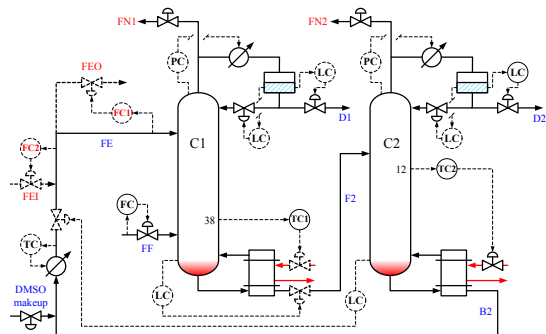 FN1
FN2
PC
LC
PC
LC
FEO
FC1
LC
D1
LC
D2
FC2
FE
C1
C2
FEI
12
TC2
FC
38
TC1
F2
TC
FF
DMSO
makeup
LC
LC
B2